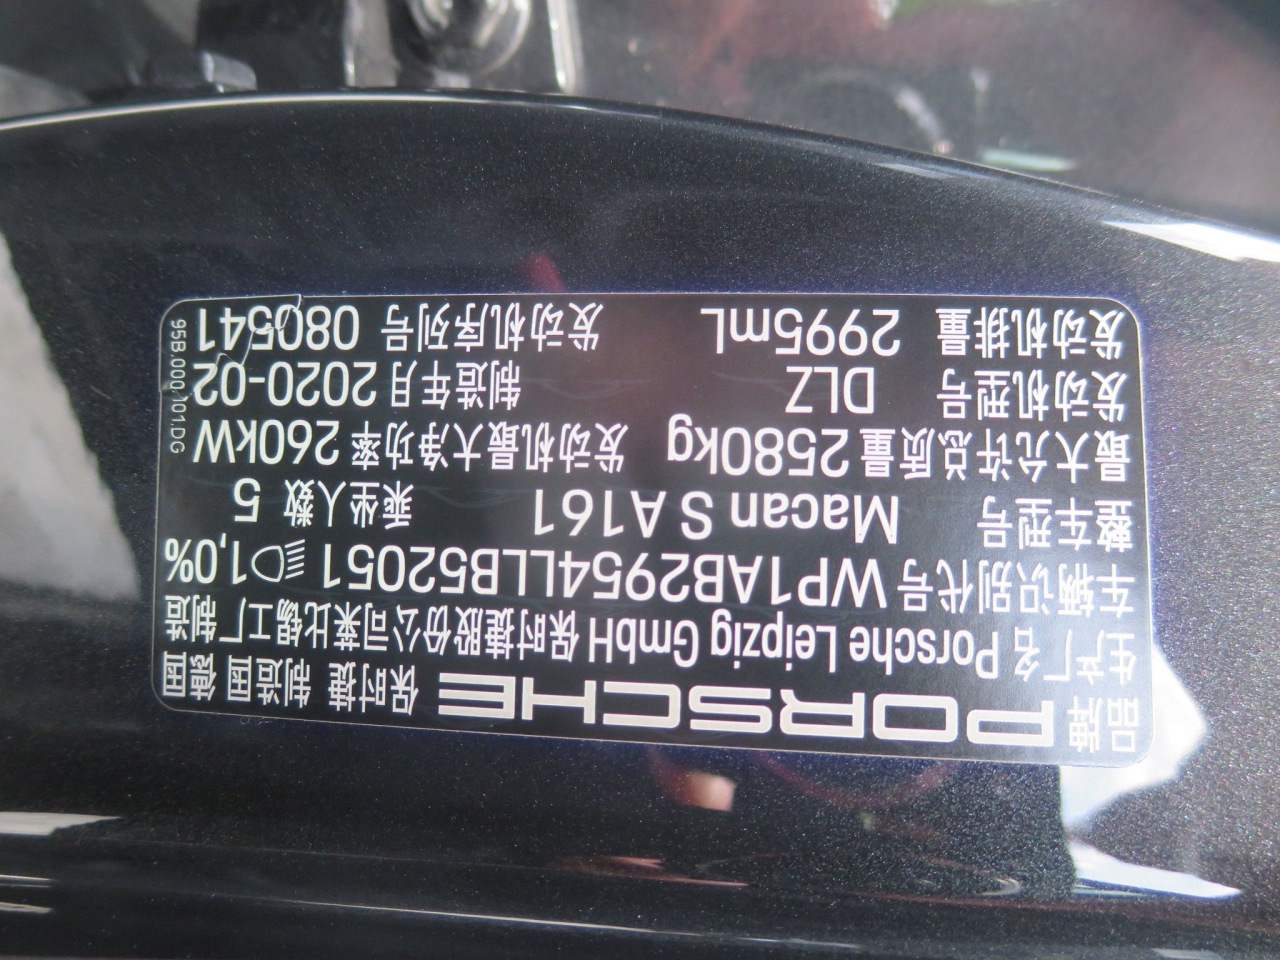 品牌 PORSCHE 保时捷 制造国 德国
生产厂名 Porsche Leipzig GmbH 保时捷股份公司莱比锡工厂制造
车辆识别代号 WP1AB2954LLB52051 1,0%
整车型号 Macan S A161 乘坐人数 5
最大允许总质量 2580kg 发动机最大净功率 260kW
发动机型号 DLZ 制造年月 2020-02
发动机排量 2995mL 发动机序列号 080541
95B.000.101.DG